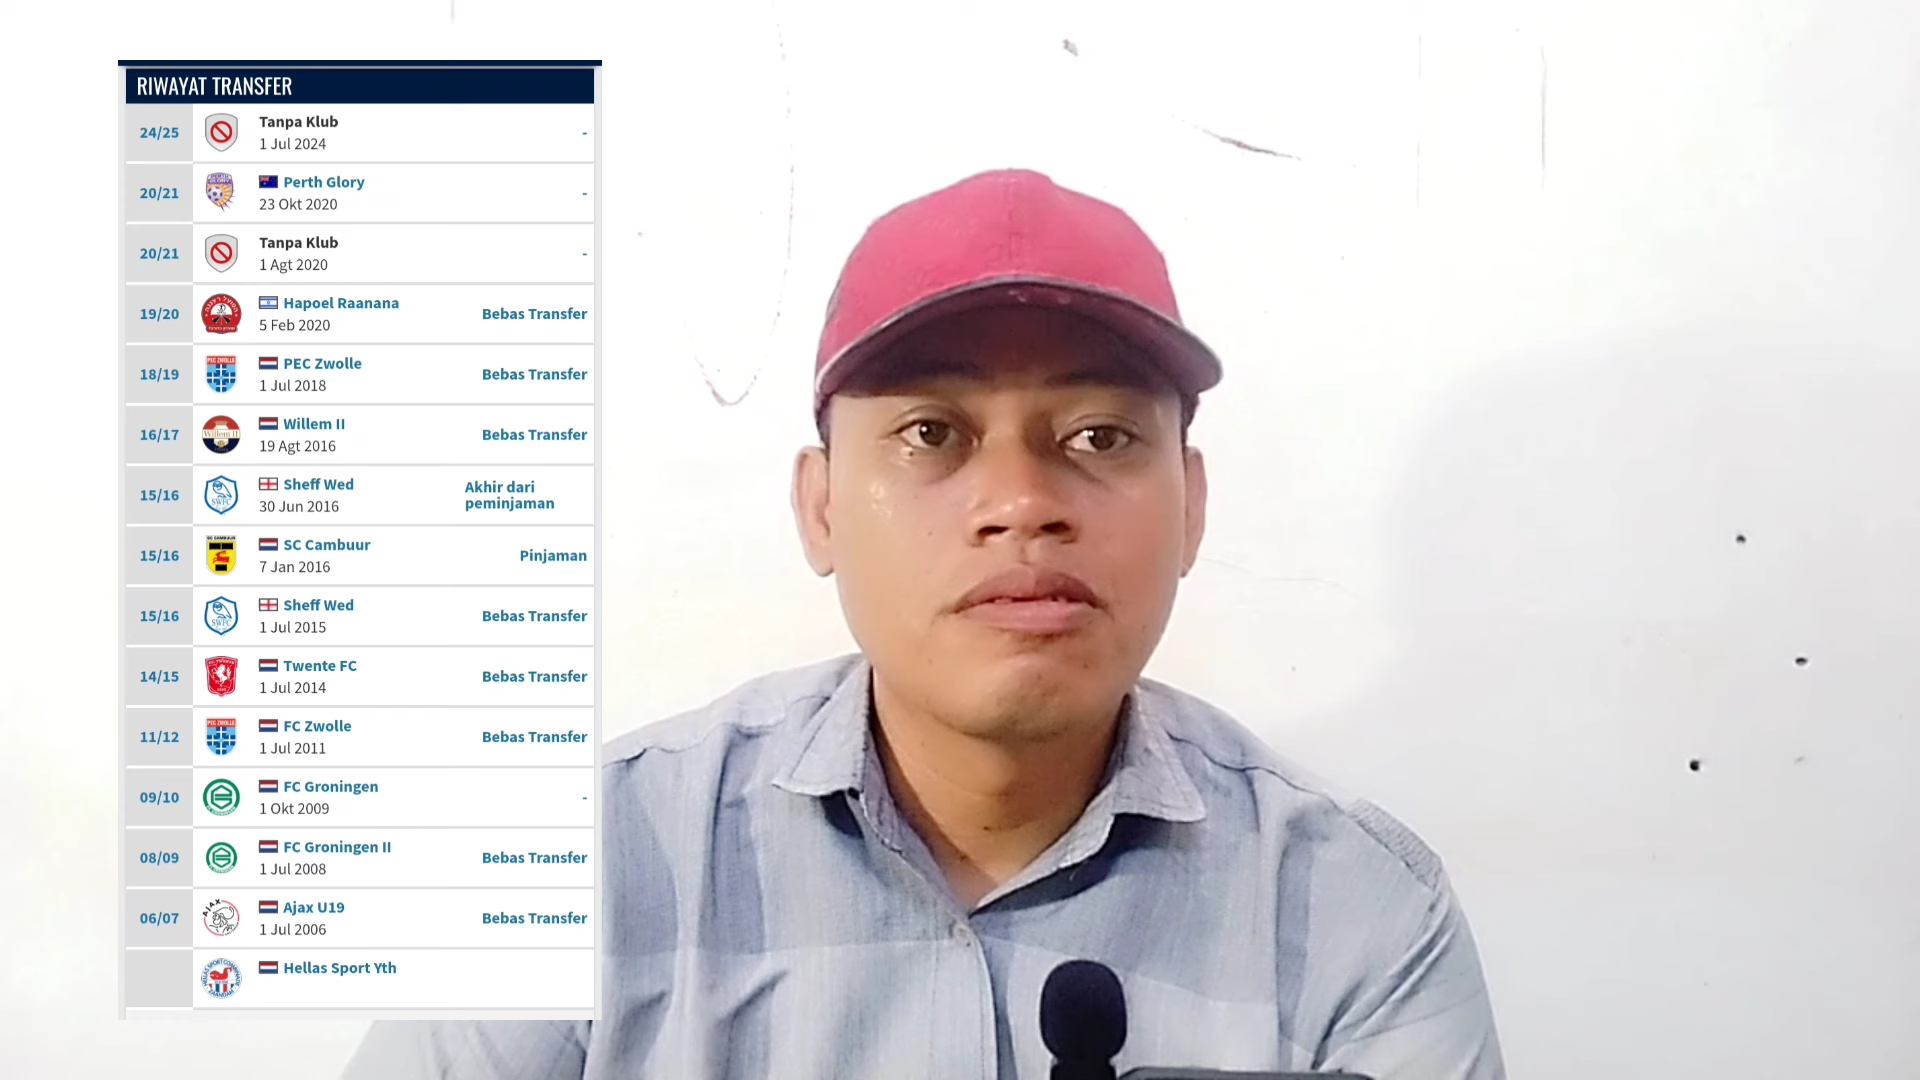 RIWAYAT TRANSFER
24/25
Tanpa Klub
-
1 Jul 2024
20/21
Perth Glory
-
23 Okt 2020
20/21
Tanpa Klub
-
1 Agt 2020
19/20
Hapoel Raanana
Bebas Transfer
5 Feb 2020
18/19
PEC Zwolle
Bebas Transfer
1 Jul 2018
16/17
Willem II
Bebas Transfer
19 Agt 2016
15/16
Sheff Wed
Akhir dari
peminjaman
30 Jun 2016
15/16
SC Cambuur
Pinjaman
7 Jan 2016
15/16
Sheff Wed
Bebas Transfer
1 Jul 2015
14/15
Twente FC
Bebas Transfer
1 Jul 2014
11/12
FC Zwolle
Bebas Transfer
1 Jul 2011
09/10
FC Groningen
-
1 Okt 2009
08/09
FC Groningen II
Bebas Transfer
1 Jul 2008
06/07
Ajax U19
Bebas Transfer
1 Jul 2006
Hellas Sport Yth